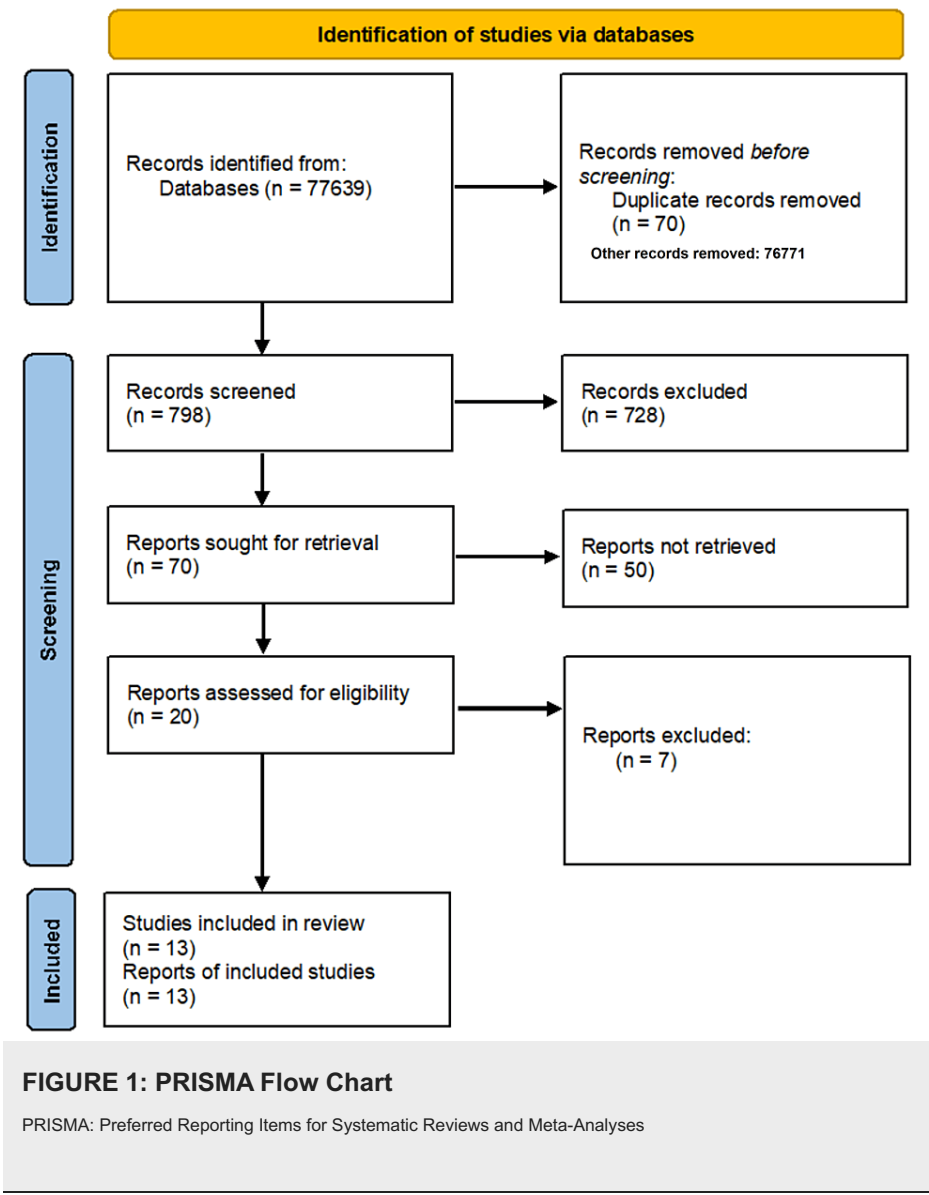 Identification of studies via databases
Identification
Records identified from:
Databases (n = 77639)
Records removed before
screening:
Duplicate records removed
(n = 70)
Other records removed: 76771
Screening
Records screened
(n = 798)
Records excluded
(n = 728)
Reports sought for retrieval
(n = 70)
Reports not retrieved
(n = 50)
Reports assessed for eligibility
(n = 20)
Reports excluded:
(n = 7)
Included
Studies included in review
(n = 13)
Reports of included studies
(n = 13)
FIGURE 1: PRISMA Flow Chart
PRISMA: Preferred Reporting Items for Systematic Reviews and Meta-Analyses